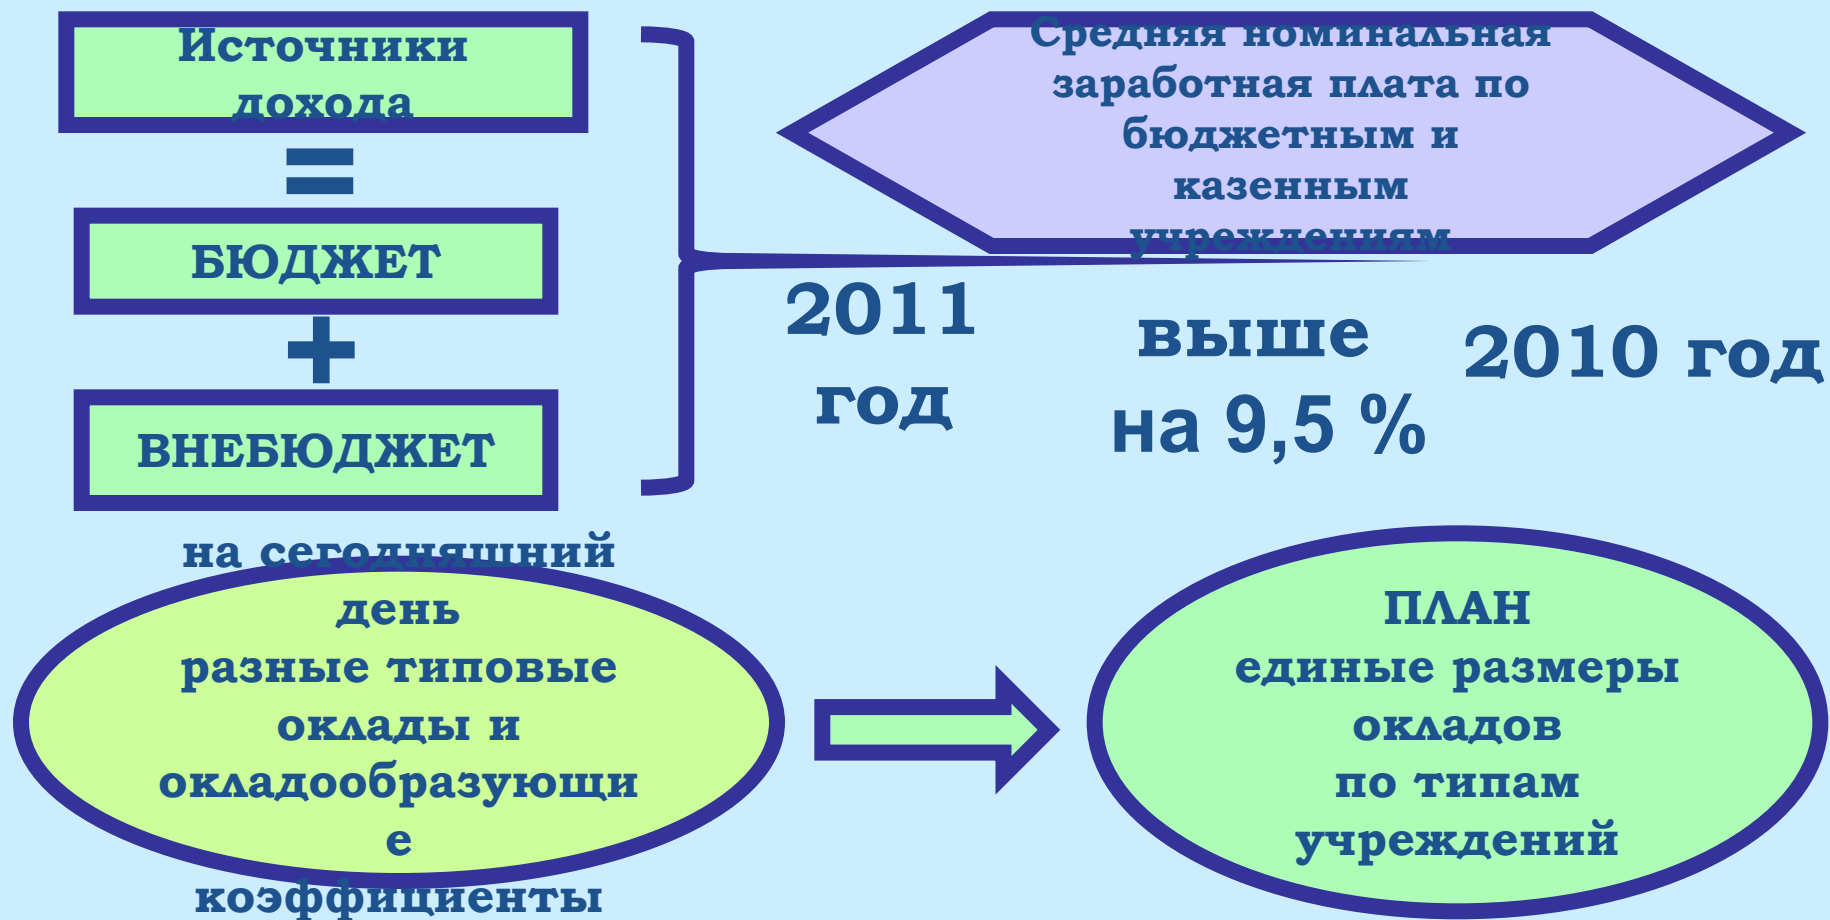 Источники
дохода
=
БЮДЖЕТ
+
ВНЕБЮДЖЕТ
Средняя номинальная
заработная плата по
бюджетным и
казенным
учреждениям
2011
год
выше
на 9,5 %
2010 год
на сегодняшний
день
разные типовые
оклады и
окладообразующи
е
коэффициенты
ПЛАН
единые размеры
окладов
по типам
учреждений